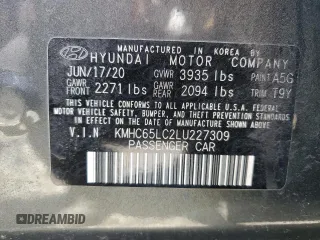 MANUFACTURED IN KOREA BY
HYUNDAI MOTOR COMPANY
JUN/17/20 GVWR 3935 lbs PAINT A5G
GAWR FRONT 2271 lbs GAWR REAR 2094 lbs TRIM T9Y
THIS VEHICLE CONFORMS TO ALL APPLICABLE U.S. FEDERAL MOTOR VEHICLE SAFETY, BUMPER, AND THEFT PREVENTION STANDARDS IN EFFECT ON THE DATE OF MANUFACTURE SHOWN ABOVE.
V.I.N KMHC65LC2LU227309
PASSENGER CAR